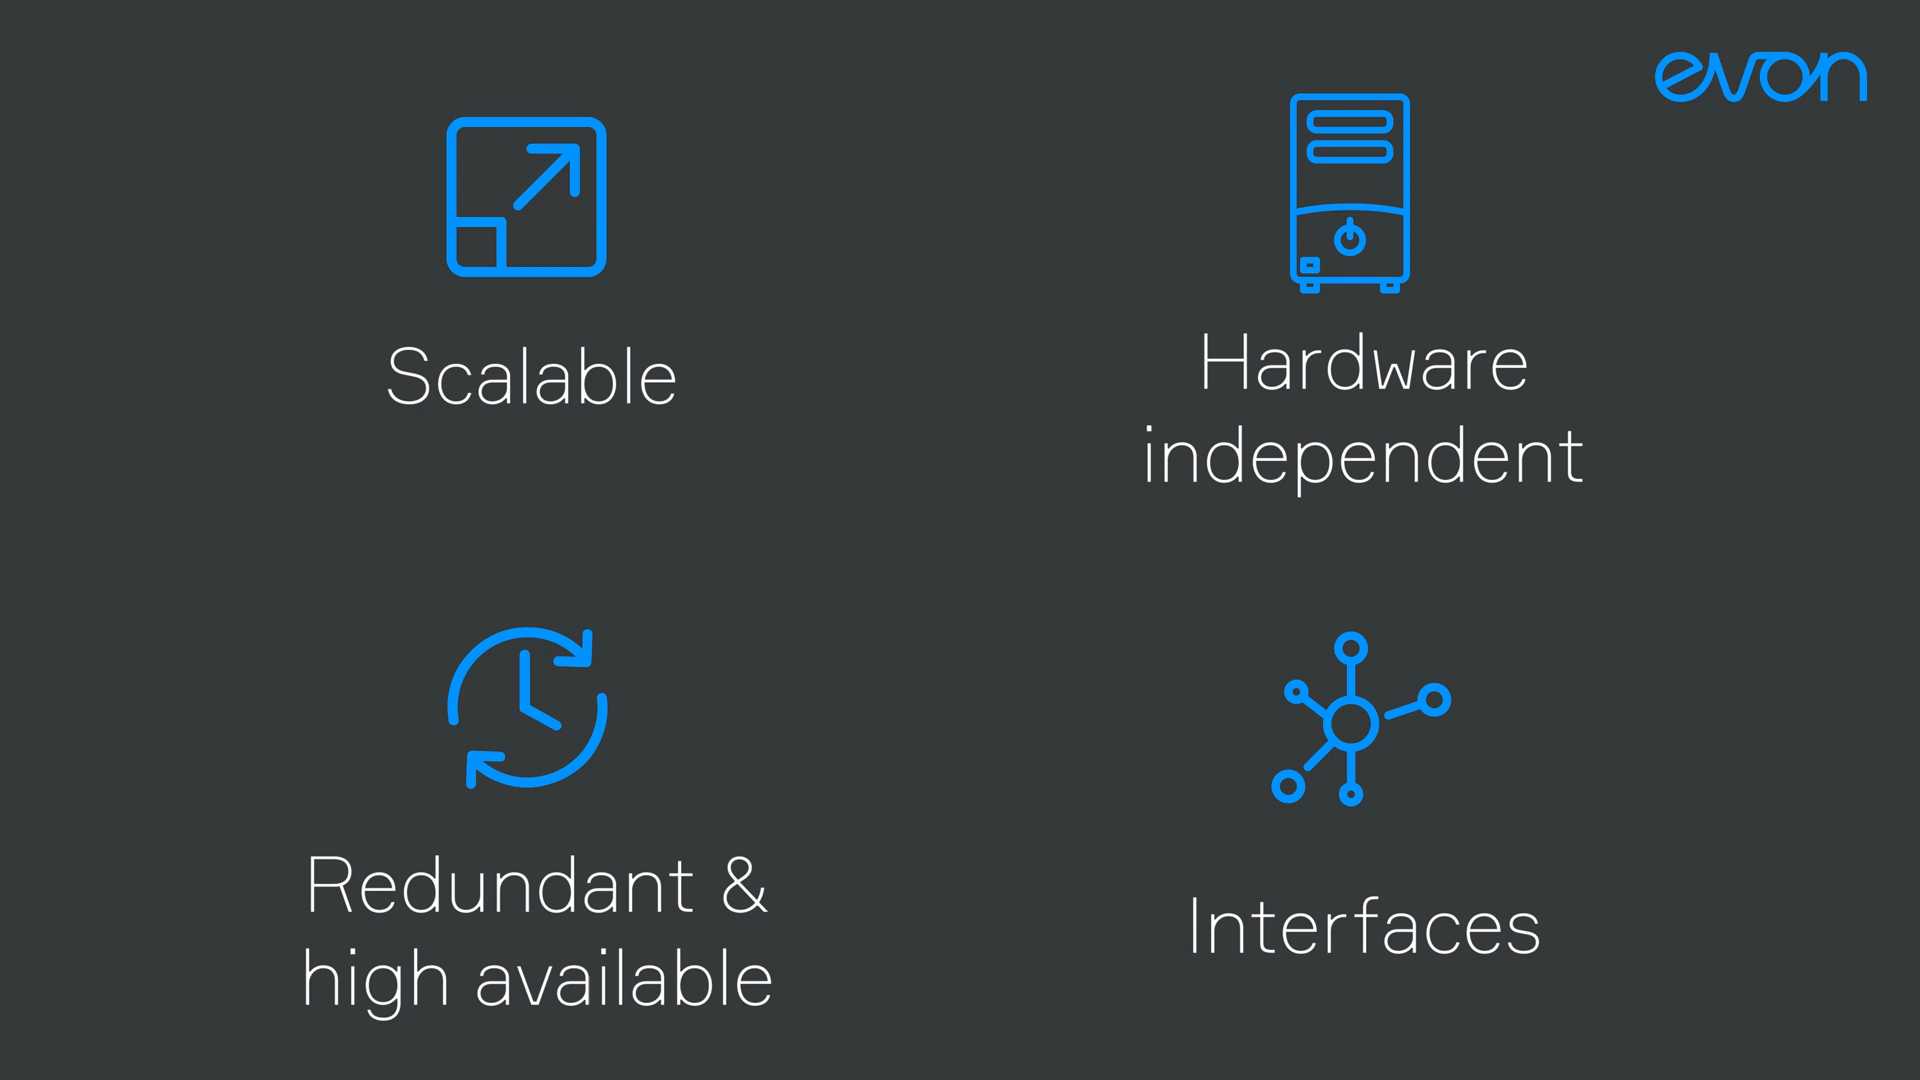 evon
Scalable
Hardware
independent
Redundant &
high available
Interfaces